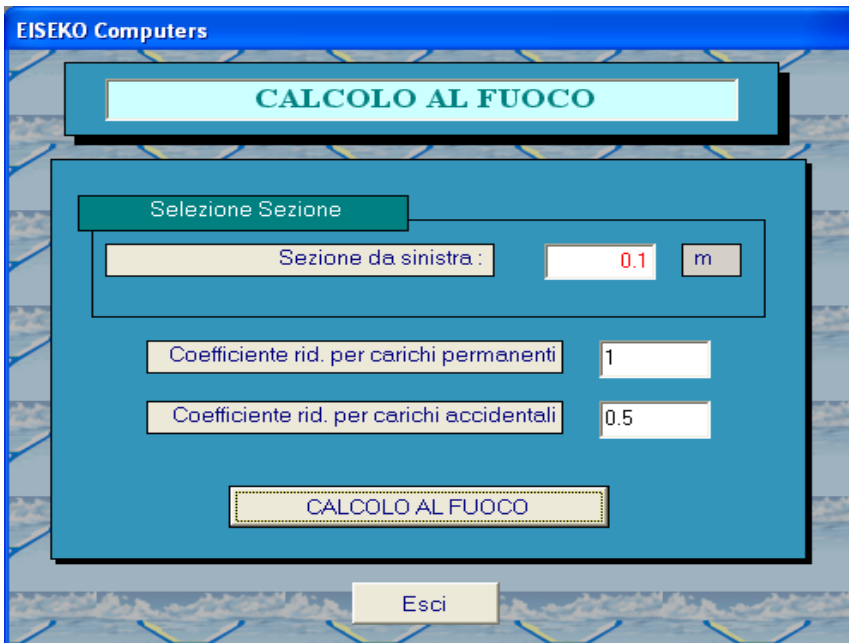 EISEKO Computers
CALCOLO AL FUOCO
Selezione Sezione
Sezione da sinistra : 0.1 m
Coefficiente rid. per carichi permanenti 1
Coefficiente rid. per carichi accidentali 0.5
CALCOLO AL FUOCO
Esci